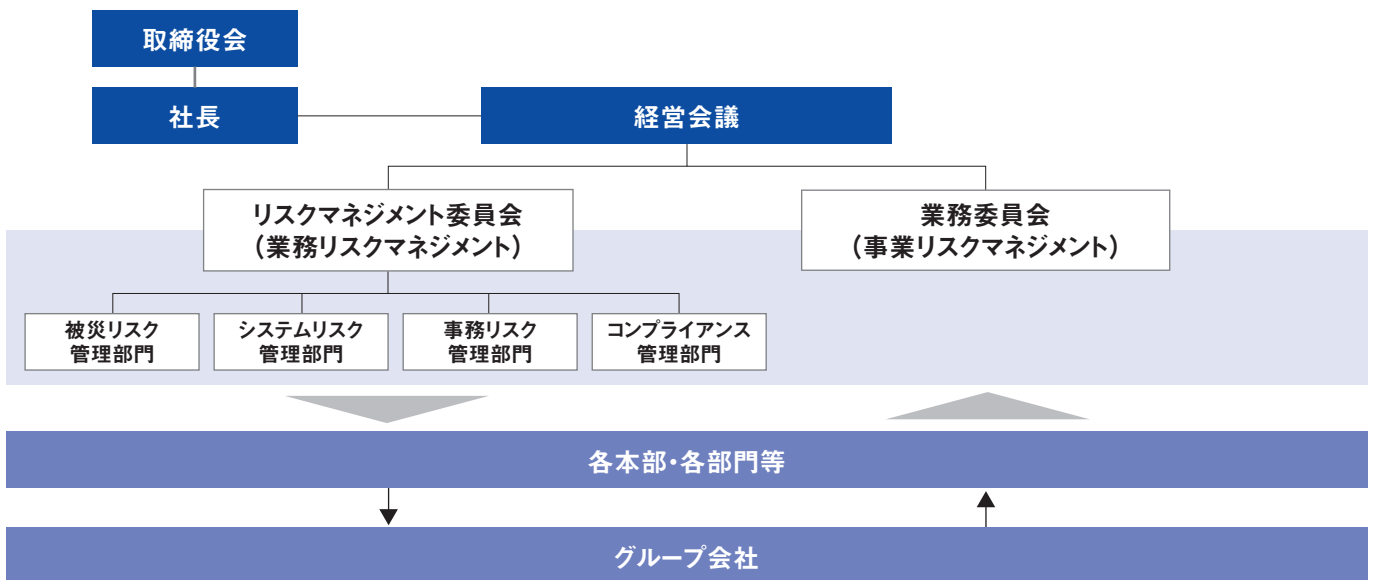 取締役会
社長
経営会議
リスクマネジメント委員会
（業務リスクマネジメント）
業務委員会
（事業リスクマネジメント）
被災リスク
管理部門
システムリスク
管理部門
事務リスク
管理部門
コンプライアンス
管理部門
各本部・各部門等
グループ会社